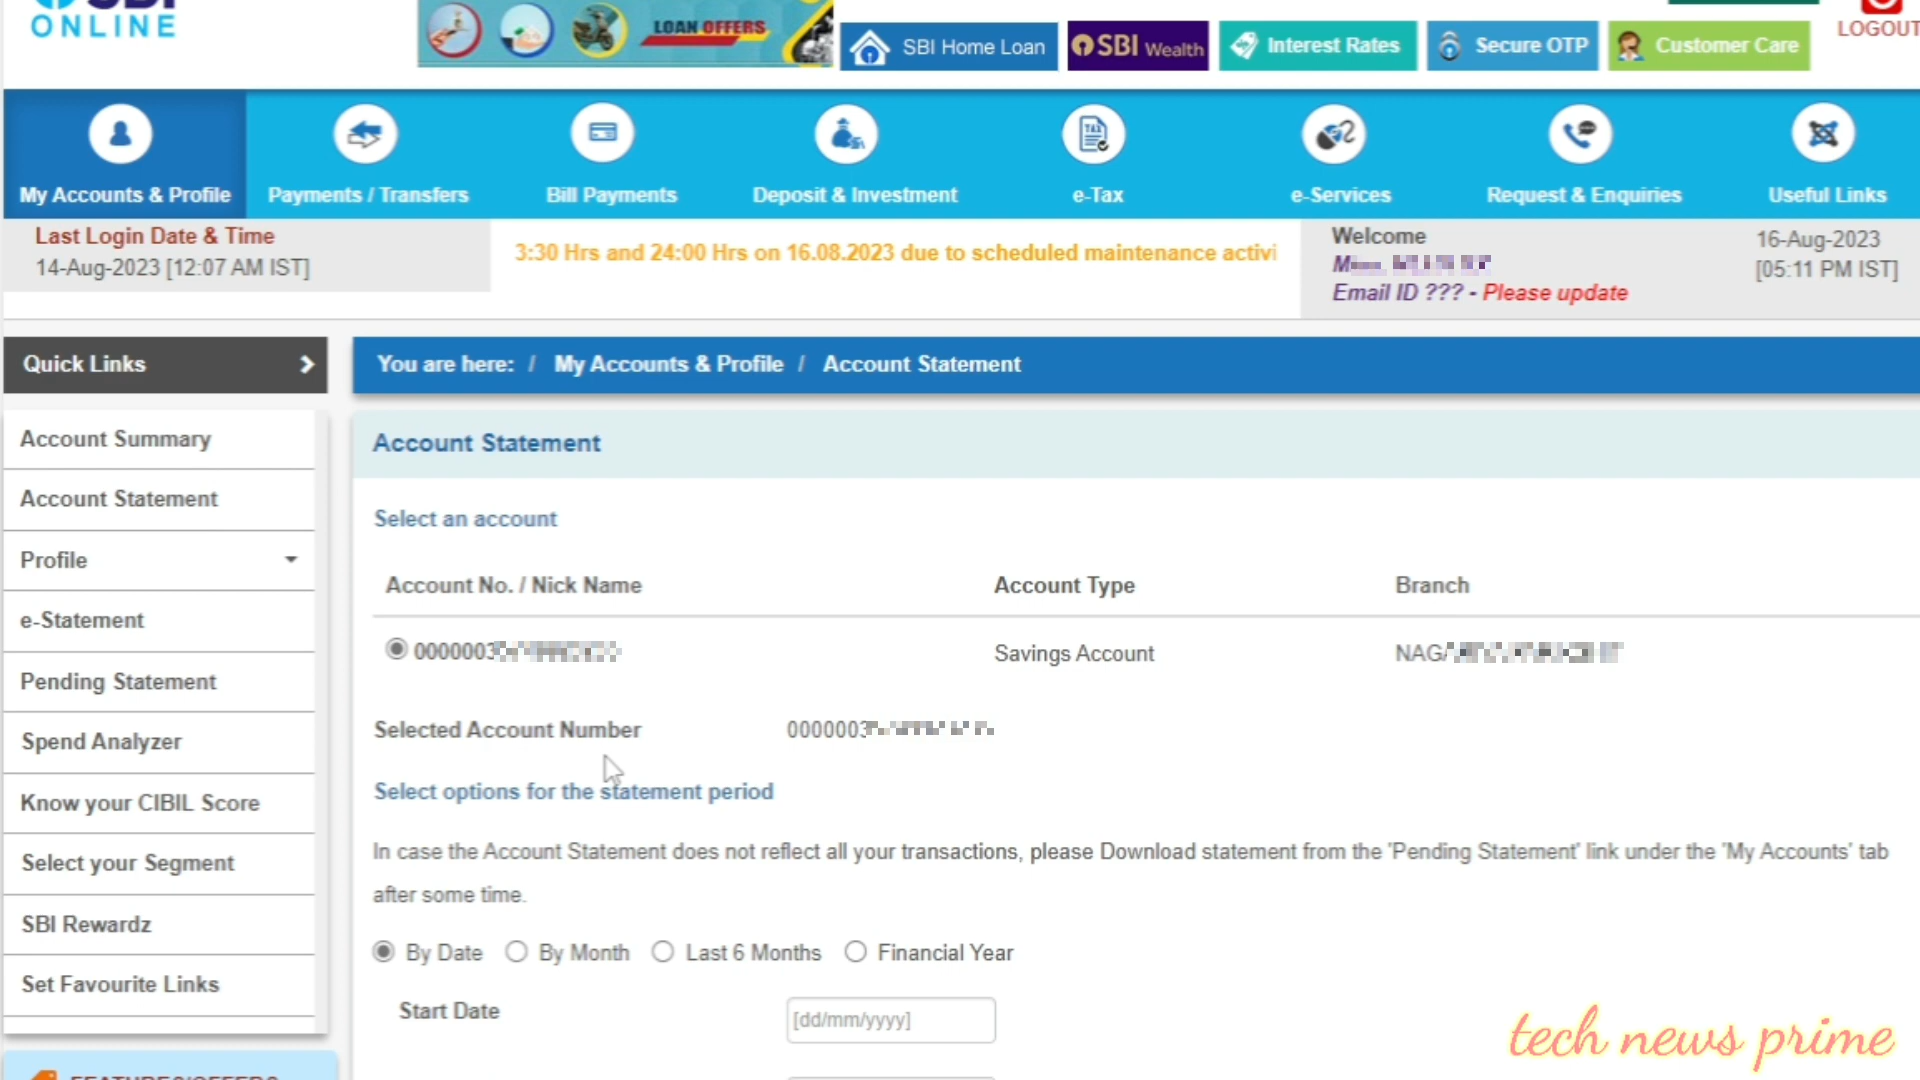 SBI
ONLINE
LOAN OFFERS
SBI Home Loan
SBI Wealth
Interest Rates
Secure OTP
Customer Care
LOGOUT
My Accounts & Profile
Payments / Transfers
Bill Payments
Deposit & Investment
TAX
e-Tax
e-Services
Request & Enquiries
Useful Links
Last Login Date & Time
14-Aug-2023 [12:07 AM IST]
3:30 Hrs and 24:00 Hrs on 16.08.2023 due to scheduled maintenance activi
Welcome
Email ID ??? - Please update
16-Aug-2023
[05:11 PM IST]
Quick Links
You are here: / My Accounts & Profile / Account Statement
Account Summary
Account Statement
Profile
e-Statement
Pending Statement
Spend Analyzer
Know your CIBIL Score
Select your Segment
SBI Rewardz
Set Favourite Links
Account Statement
Select an account
Account No. / Nick Name
Account Type
Branch
0000003
Savings Account
NAGA
Selected Account Number
0000003
Select options for the statement period
In case the Account Statement does not reflect all your transactions, please Download statement from the 'Pending Statement' link under the 'My Accounts' tab
after some time.
By Date
By Month
Last 6 Months
Financial Year
Start Date
[dd/mm/yyyy]
FEATURES/OFFERS
tech news prime